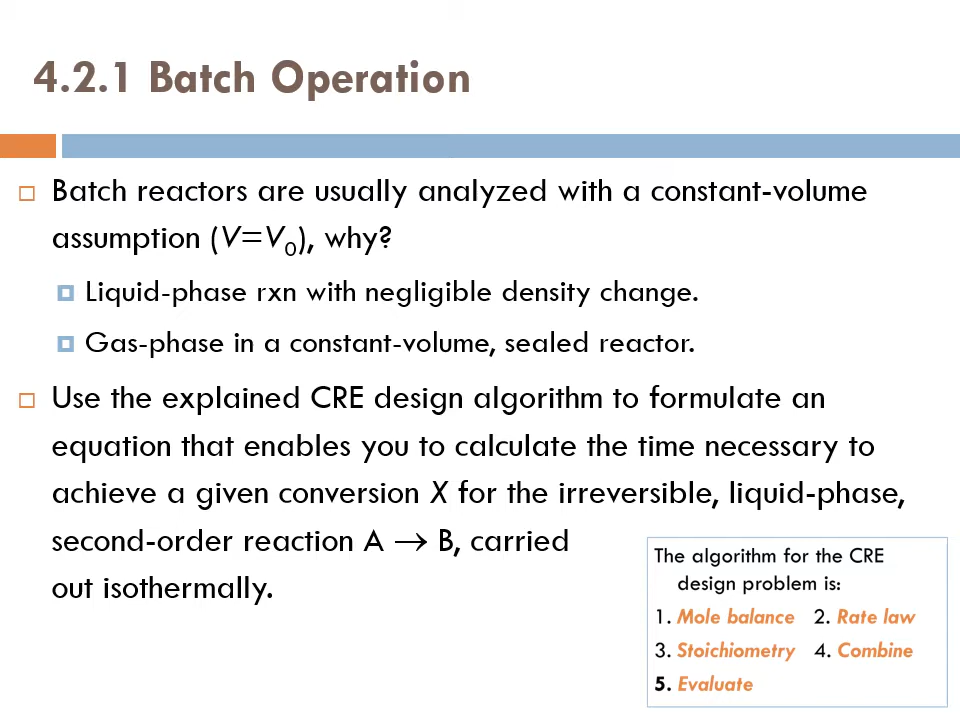 4.2.1 Batch Operation
Batch reactors are usually analyzed with a constant-volume
assumption (V=V0), why?
Liquid-phase rxn with negligible density change.
Gas-phase in a constant-volume, sealed reactor.
Use the explained CRE design algorithm to formulate an
equation that enables you to calculate the time necessary to
achieve a given conversion X for the irreversible, liquid-phase,
second-order reaction A → B, carried
out isothermally.
The algorithm for the CRE
design problem is:
1. Mole balance 2. Rate law
3. Stoichiometry 4. Combine
5. Evaluate